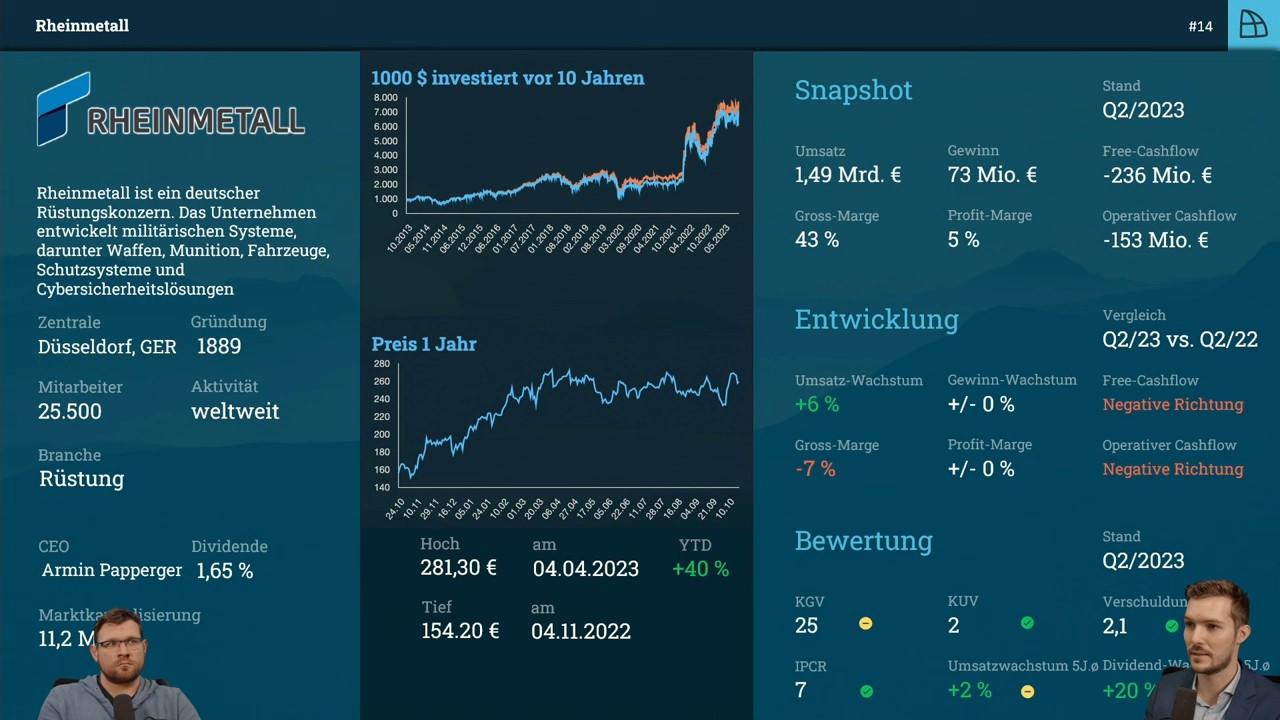 Rheinmetall
#14
RHEINMETALL
Rheinmetall ist ein deutscher
Rüstungskonzern. Das Unternehmen
entwickelt militärischen Systeme,
darunter Waffen, Munition, Fahrzeuge,
Schutzsysteme und
Cybersicherheitslösungen
Zentrale
Gründung
Düsseldorf, GER
1889
Mitarbeiter
Aktivität
25.500
weltweit
Branche
Rüstung
CEO
Dividende
Armin Papperger
1,65 %
11,2
1000 $ investiert vor 10 Jahren
8.000
7.000
6.000
5.000
4.000
3.000
2.000
1.000
0
10.2013
05.2014
11.2014
06.2015
12.2015
08.2016
01.2017
07.2017
01.2018
08.2018
02.2019
08.2019
03.2020
09.2020
04.2021
10.2021
04.2022
10.2022
05.2023
Preis 1 Jahr
280
260
240
220
200
180
160
140
24.10
10.11
29.11
16.12
05.01
24.01
10.02
01.03
20.03
06.04
27.04
17.05
05.06
22.06
11.07
28.07
16.08
04.09
21.09
10.10
Hoch
am
YTD
281,30 €
04.04.2023
+40 %
Tief
am
154.20 €
04.11.2022
Snapshot
Stand
Q2/2023
Umsatz
Gewinn
Free-Cashflow
1,49 Mrd. €
73 Mio. €
-236 Mio. €
Gross-Marge
Profit-Marge
Operativer Cashflow
43 %
5 %
-153 Mio. €
Entwicklung
Vergleich
Q2/23 vs. Q2/22
Umsatz-Wachstum
Gewinn-Wachstum
Free-Cashflow
+6 %
+/- 0 %
Negative Richtung
Gross-Marge
Profit-Marge
Operativer Cashflow
-7 %
+/- 0 %
Negative Richtung
Bewertung
Stand
Q2/2023
KGV
KUV
25
2
2,1
IPCR
Umsatzwachstum 5J.ø
5J.ø
7
+2 %
+20 %